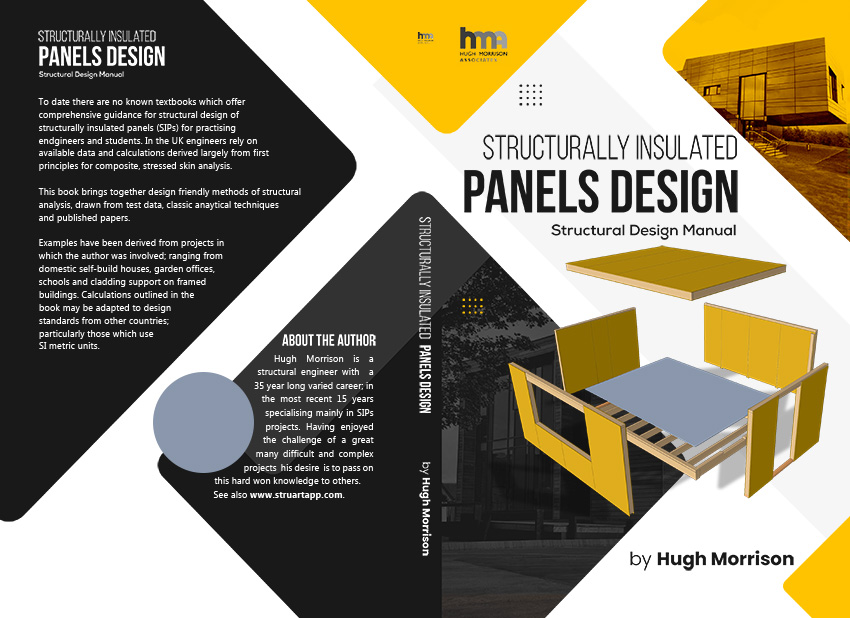 STRUCTURALLY INSULATED
PANELS DESIGN
Structural Design Manual
To date there are no known textbooks which offer
comprehensive guidance for structural design of
structurally insulated panels (SIPs) for practising
endgineers and students. In the UK engineers rely on
available data and calculations derived largely from first
principles for composite, stressed skin analysis.
This book brings together design friendly methods of structural
analysis, drawn from test data, classic anaytical techniques
and published papers.
Examples have been derived from projects in
which the author was involved; ranging from
domestic self-build houses, garden offices,
schools and cladding support on framed
buildings. Calculations outlined in the
book may be adapted to design
standards from other countries;
particularly those which use
SI metric units.
ABOUT THE AUTHOR
Hugh Morrison is a
structural engineer with a
35 year long varied career; in
the most recent 15 years
specialising mainly in SIPs
projects. Having enjoyed
the challenge of a great
many difficult and complex
projects his desire is to pass on
this hard won knowledge to others.
See also www.struartapp.com.
hma
STRUCTURALLY INSULATED PANELS DESIGN
by Hugh Morrison
hma
HUGH MORRISON
ASSOCIATES
STRUCTURALLY INSULATED
PANELS DESIGN
Structural Design Manual
by Hugh Morrison